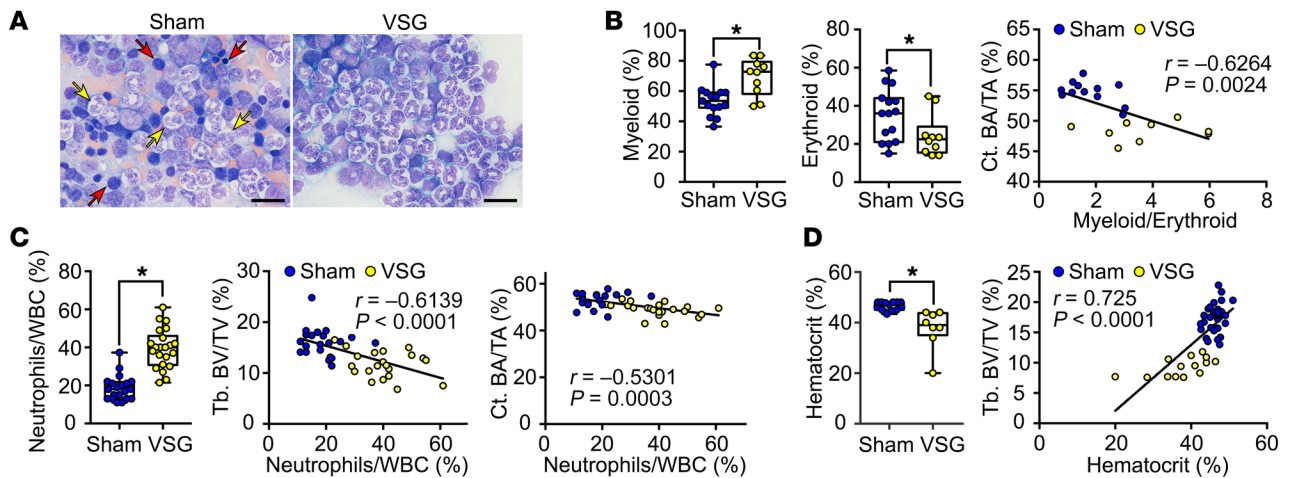 A
Sham
VSG
B
Myeloid (%)
100
80
60
40
20
0
*
Sham VSG
Erythroid (%)
80
60
40
20
0
*
Sham VSG
Sham VSG
Ct. BA/TA (%)
65
60
55
50
45
40
r = –0.6264
P = 0.0024
0 2 4 6 8
Myeloid/Erythroid
C
Neutrophils/WBC (%)
80
60
40
20
0
*
Sham VSG
Sham VSG
Tb. BV/TV (%)
30
20
10
0
r = –0.6139
P < 0.0001
0 20 40 60
Neutrophils/WBC (%)
Ct. BA/TA (%)
60
40
20
0
r = –0.5301
P = 0.0003
0 20 40 60
Neutrophils/WBC (%)
D
Hematocrit (%)
60
40
20
0
*
Sham VSG
Sham VSG
Tb. BV/TV (%)
25
20
15
10
5
0
r = 0.725
P < 0.0001
0 20 40 60
Hematocrit (%)